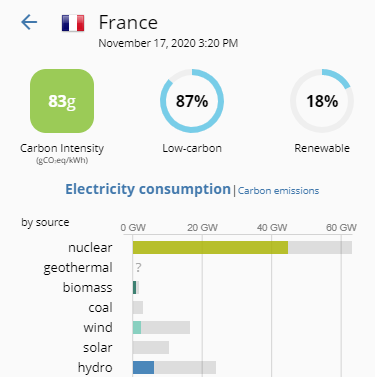 France
November 17, 2020 3:20 PM
83g
87%
18%
Carbon Intensity
(gCO₂eq/kWh)
Low-carbon
Renewable
Electricity consumption | Carbon emissions
by source
0 GW 20 GW 40 GW 60 GW
nuclear
geothermal ?
biomass
coal
wind
solar
hydro